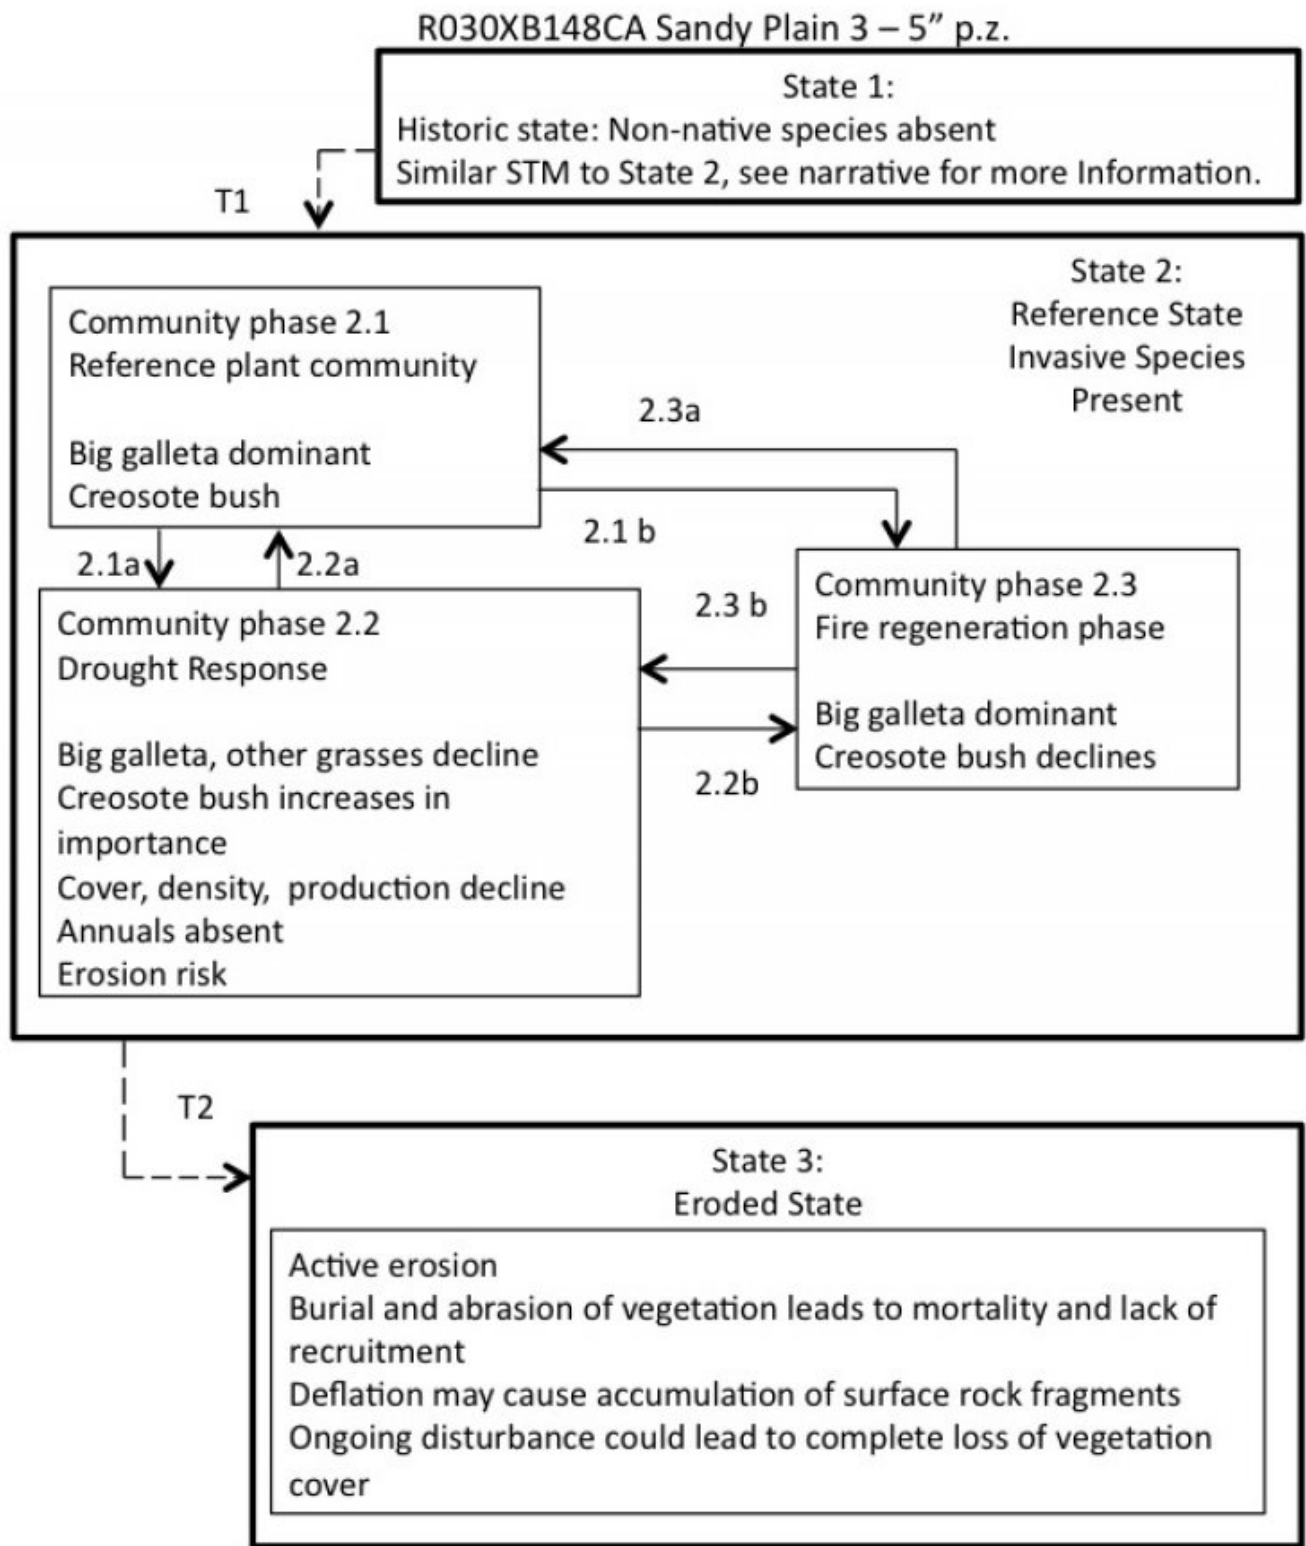 R030XB148CA Sandy Plain 3 – 5” p.z.
State 1:
Historic state: Non-native species absent
Similar STM to State 2, see narrative for more Information.
T1
State 2:
Reference State
Invasive Species
Present
Community phase 2.1
Reference plant community
Big galleta dominant
Creosote bush
2.3a
2.1 b
2.1a
2.2a
Community phase 2.2
Drought Response
Big galleta, other grasses decline
Creosote bush increases in
importance
Cover, density,  production decline
Annuals absent
Erosion risk
2.3 b
2.2b
Community phase 2.3
Fire regeneration phase
Big galleta dominant
Creosote bush declines
T2
State 3:
Eroded State
Active erosion
Burial and abrasion of vegetation leads to mortality and lack of
recruitment
Deflation may cause accumulation of surface rock fragments
Ongoing disturbance could lead to complete loss of vegetation
cover